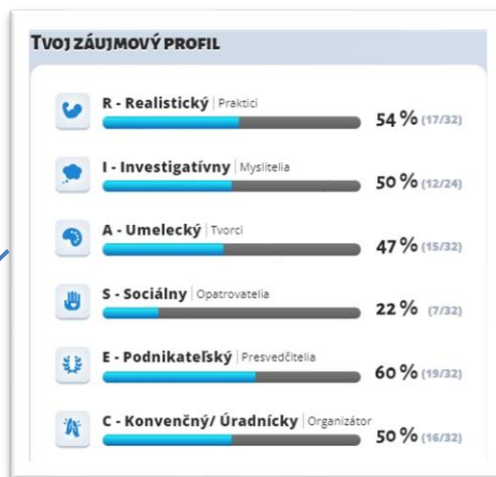 Tvoj záujmový profil
R - Realistický | Praktici
54 % (17/32)
I - Investigatívny | Myslitelia
50 % (12/24)
A - Umelecký | Tvorci
47 % (15/32)
S - Sociálny | Opatrovatelia
22 % (7/32)
E - Podnikateľský | Presvedčitelia
60 % (19/32)
C - Konvenčný/ Úradnícky | Organizátor
50 % (16/32)